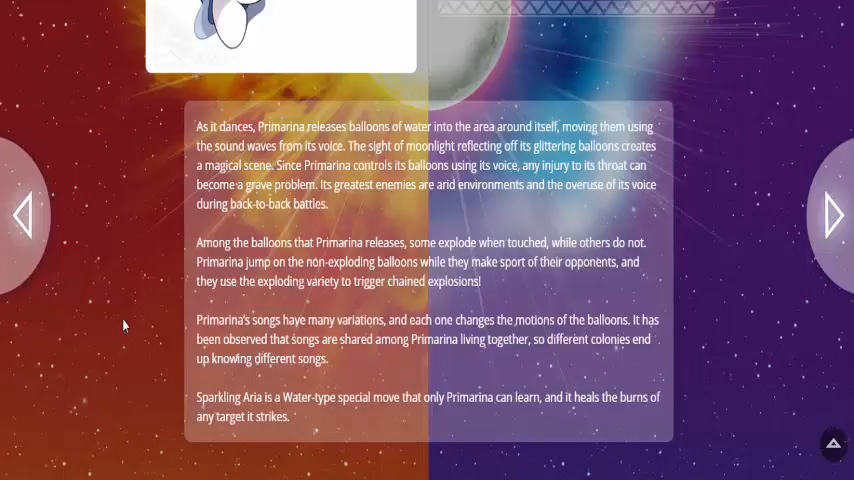 As it dances, Primarina releases balloons of water into the area around itself, moving them using
the sound waves from its voice. The sight of moonlight reflecting off its glittering balloons creates
a magical scene. Since Primarina controls its balloons using its voice, any injury to its throat can
become a grave problem. Its greatest enemies are arid environments and the overuse of its voice
during back-to-back battles.
Among the balloons that Primarina releases, some explode when touched, while others do not.
Primarina jump on the non-exploding balloons while they make sport of their opponents, and
they use the exploding variety to trigger chained explosions!
Primarina's songs have many variations, and each one changes the motions of the balloons. It has
been observed that songs are shared among Primarina living together, so different colonies end
up knowing different songs.
Sparkling Aria is a Water-type special move that only Primarina can learn, and it heals the burns of
any target it strikes.